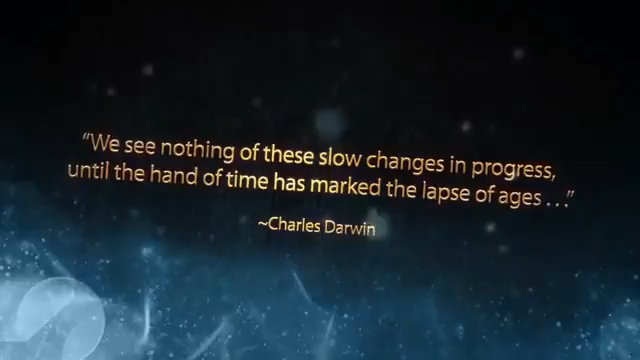 “We see nothing of these slow changes in progress,
until the hand of time has marked the lapse of ages . . .”
~Charles Darwin